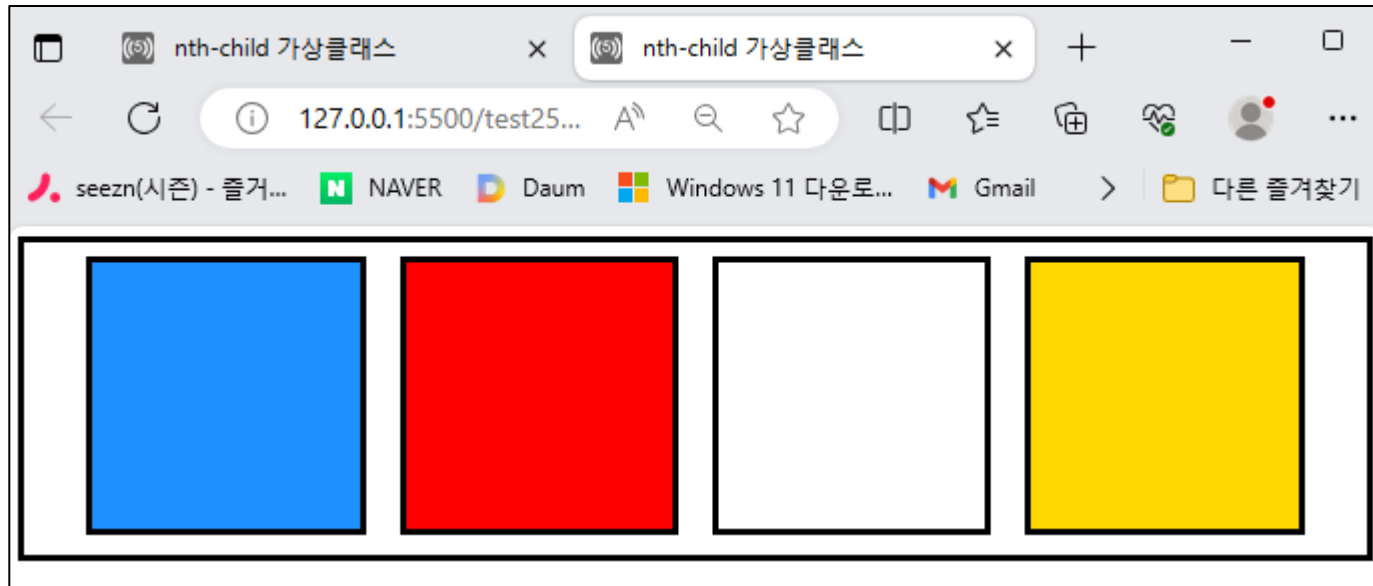 nth-child 가상클래스
nth-child 가상클래스
127.0.0.1:5500/test25...
seezn(시즌) - 즐거... NAVER Daum Windows 11 다운로... Gmail 다른 즐겨찾기